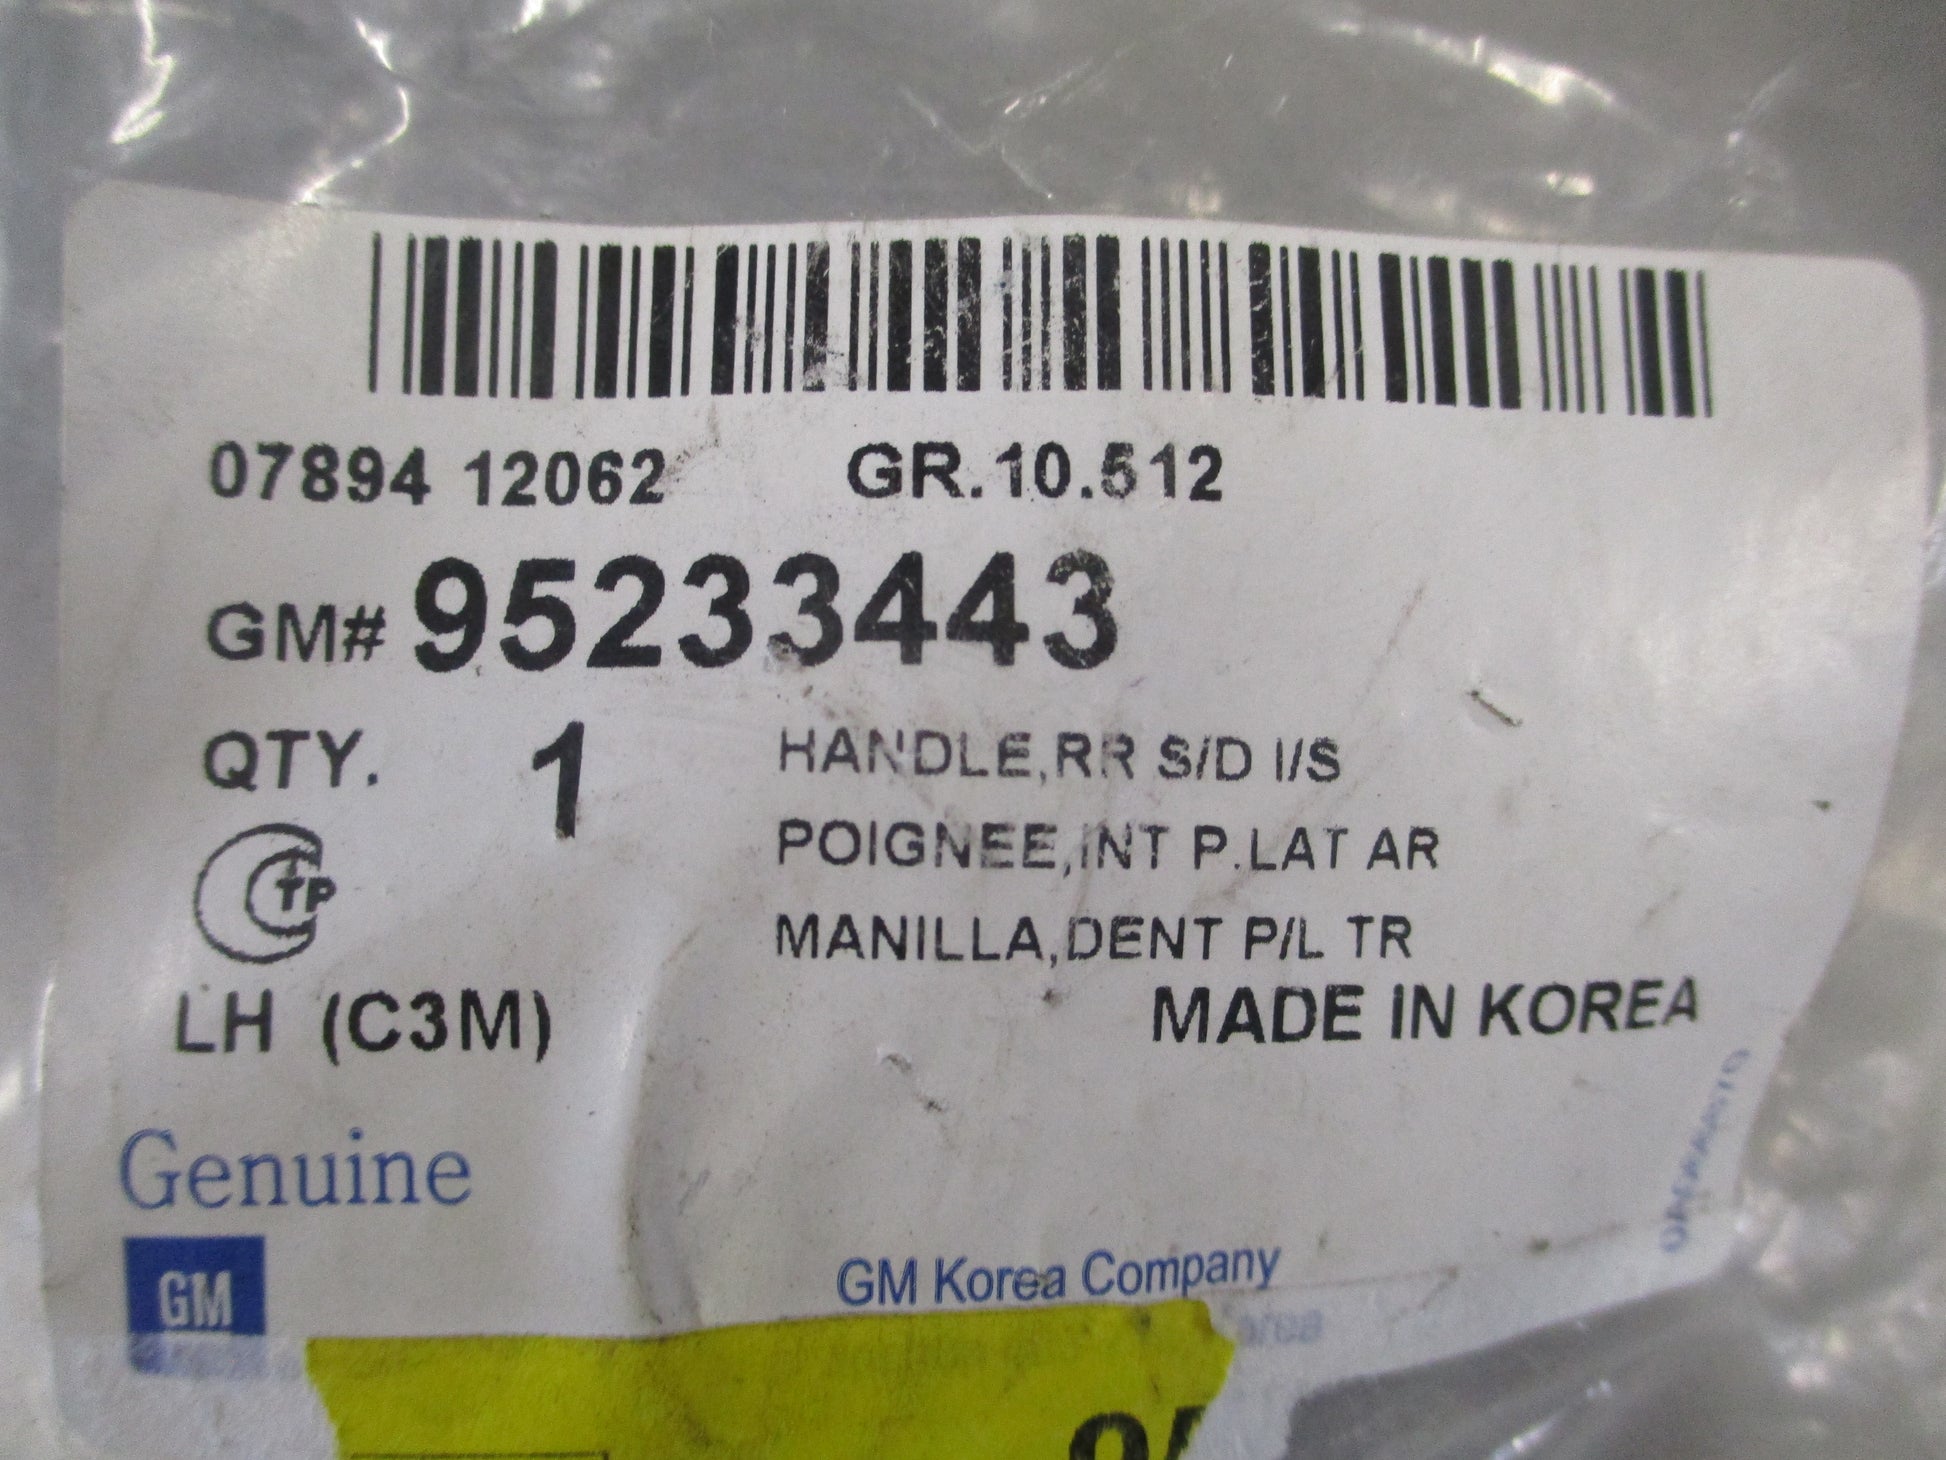 07894 12062 GR.10.512
GM# 95233443
QTY. 1 HANDLE,RR S/D I/S
POIGNEE,INT P.LAT AR
TP
MANILLA,DENT P/L TR
LH (C3M) MADE IN KOREA
Genuine
GM Korea Company
GM